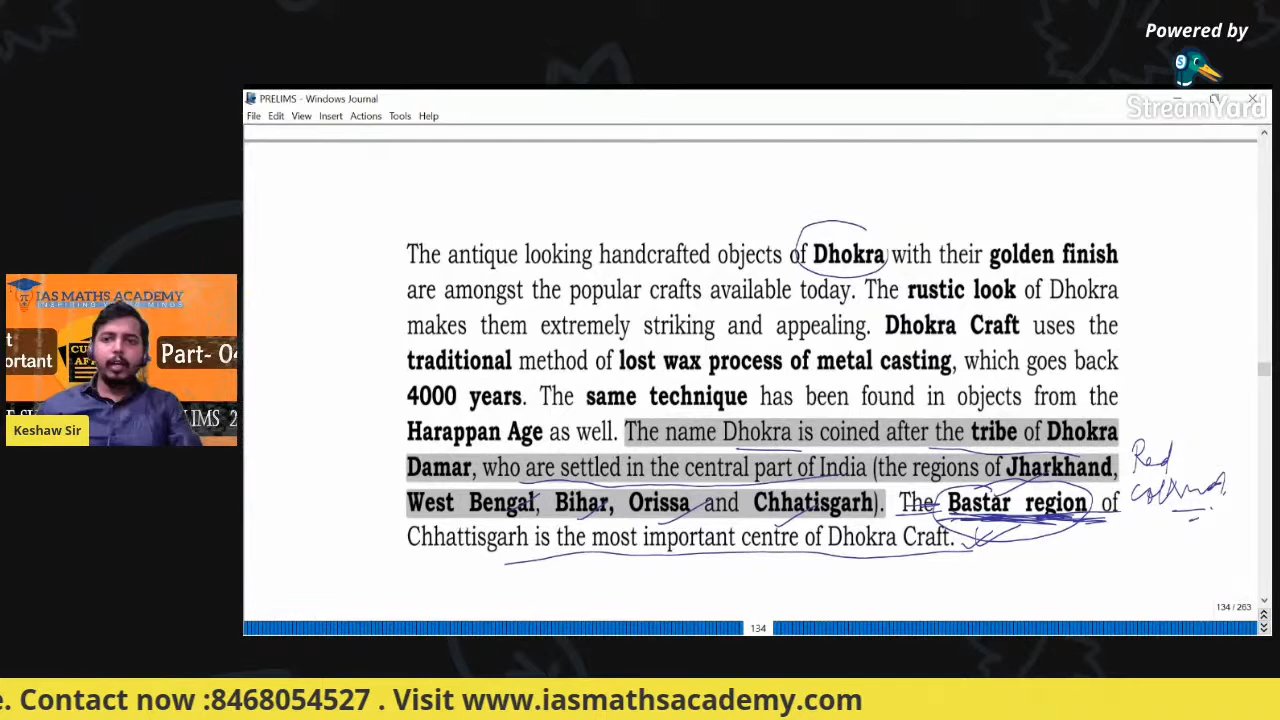 Powered by
StreamYard
PRELIMS - Windows Journal
File Edit View Insert Actions Tools Help
The antique looking handcrafted objects of Dhokra with their golden finish
are amongst the popular crafts available today. The rustic look of Dhokra
makes them extremely striking and appealing. Dhokra Craft uses the
traditional method of lost wax process of metal casting, which goes back
4000 years. The same technique has been found in objects from the
Harappan Age as well. The name Dhokra is coined after the tribe of Dhokra
Damar, who are settled in the central part of India (the regions of Jharkhand,
West Bengal, Bihar, Orissa and Chhatisgarh). The Bastar region of
Chhattisgarh is the most important centre of Dhokra Craft.
Red
134 / 263
134
IAS MATHS ACADEMY
INSPIRING
ortant
Part- 04
Keshaw Sir
e. Contact now :8468054527 . Visit www.iasmathsacademy.com